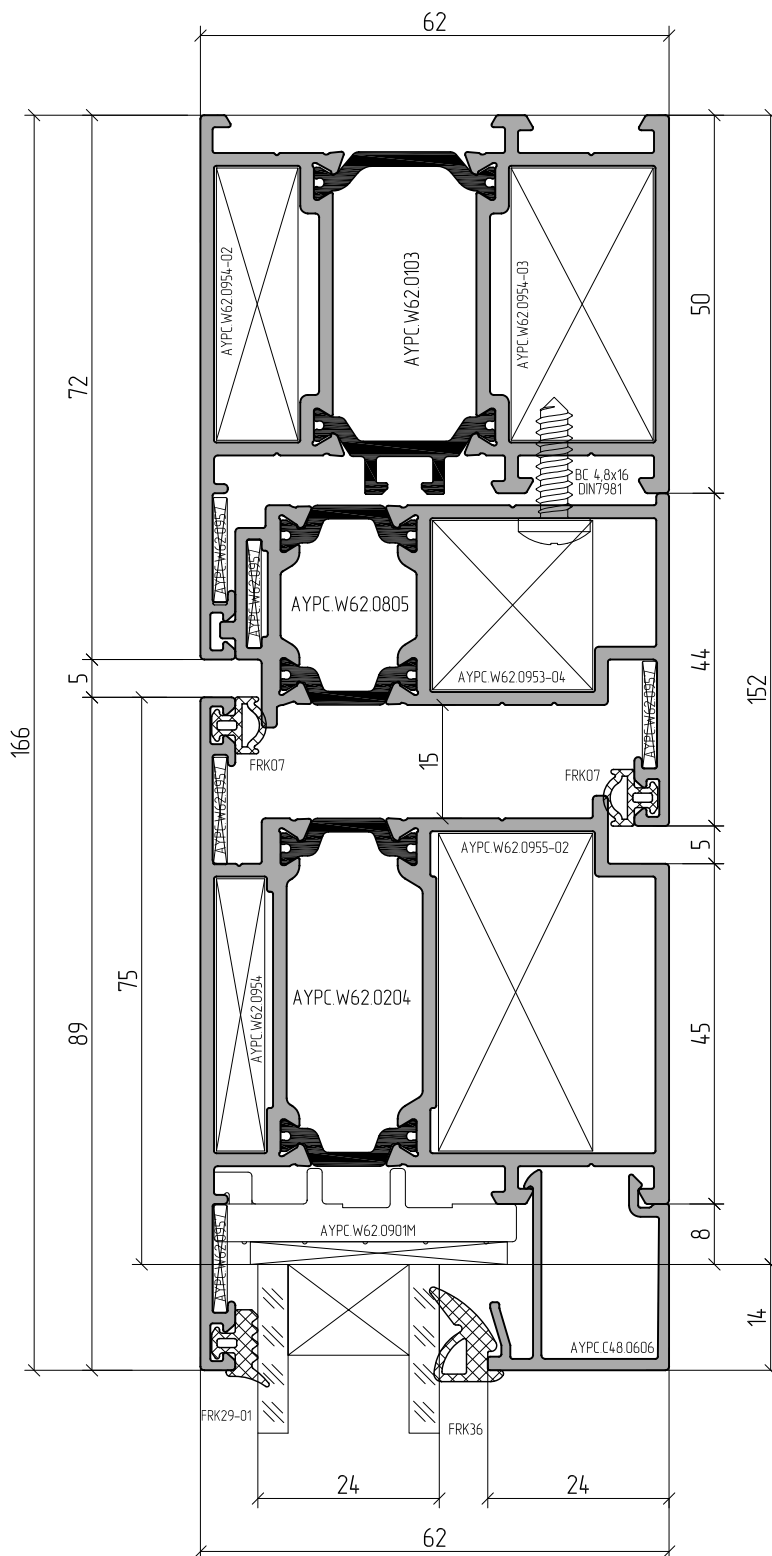 62
AYPC.W62.0954-02
AYPC.W62.0103
AYPC.W62.0954-03
50
72
BC 4,8x16
DIN7981
AYPC.W62.0957
AYPC.W62.0957
AYPC.W62.0805
AYPC.W62.0953-04
44
5
152
AYPC.W62.0957
166
15
FRK07
FRK07
AYPC.W62.0957
AYPC.W62.0955-02
5
75
AYPC.W62.0954
AYPC.W62.0204
89
45
AYPC.W62.0901M
8
AYPC.W62.0957
14
AYPC.C48.0606
FRK29-01
FRK36
24
24
62